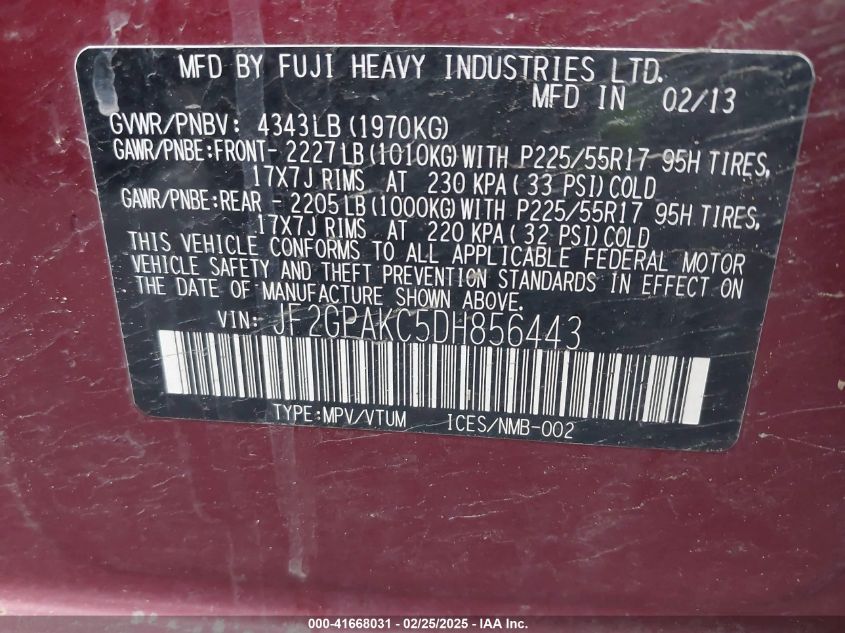 MFD BY FUJI HEAVY INDUSTRIES LTD.
MFD IN 02/13
GVWR/PNBV: 4343LB(1970KG)
GAWR/PNBE:FRONT- 2227LB(1010KG)WITH P225/55R17 95H TIRES,
17X7J RIMS AT 230 KPA(33 PSI)COLD
GAWR/PNBE:REAR - 2205LB(1000KG)WITH P225/55R17 95H TIRES,
17X7J RIMS AT 220 KPA(32 PSI)COLD
THIS VEHICLE CONFORMS TO ALL APPLICABLE FEDERAL MOTOR
VEHICLE SAFETY AND THEFT PREVENTION STANDARDS IN EFFECT ON
THE DATE OF MANUFACTURE SHOWN ABOVE.
VIN: JF2GPAKC5DH856443
TYPE:MPV/VTUM ICES/NMB-002
000-41668031 - 02/25/2025 - IAA Inc.